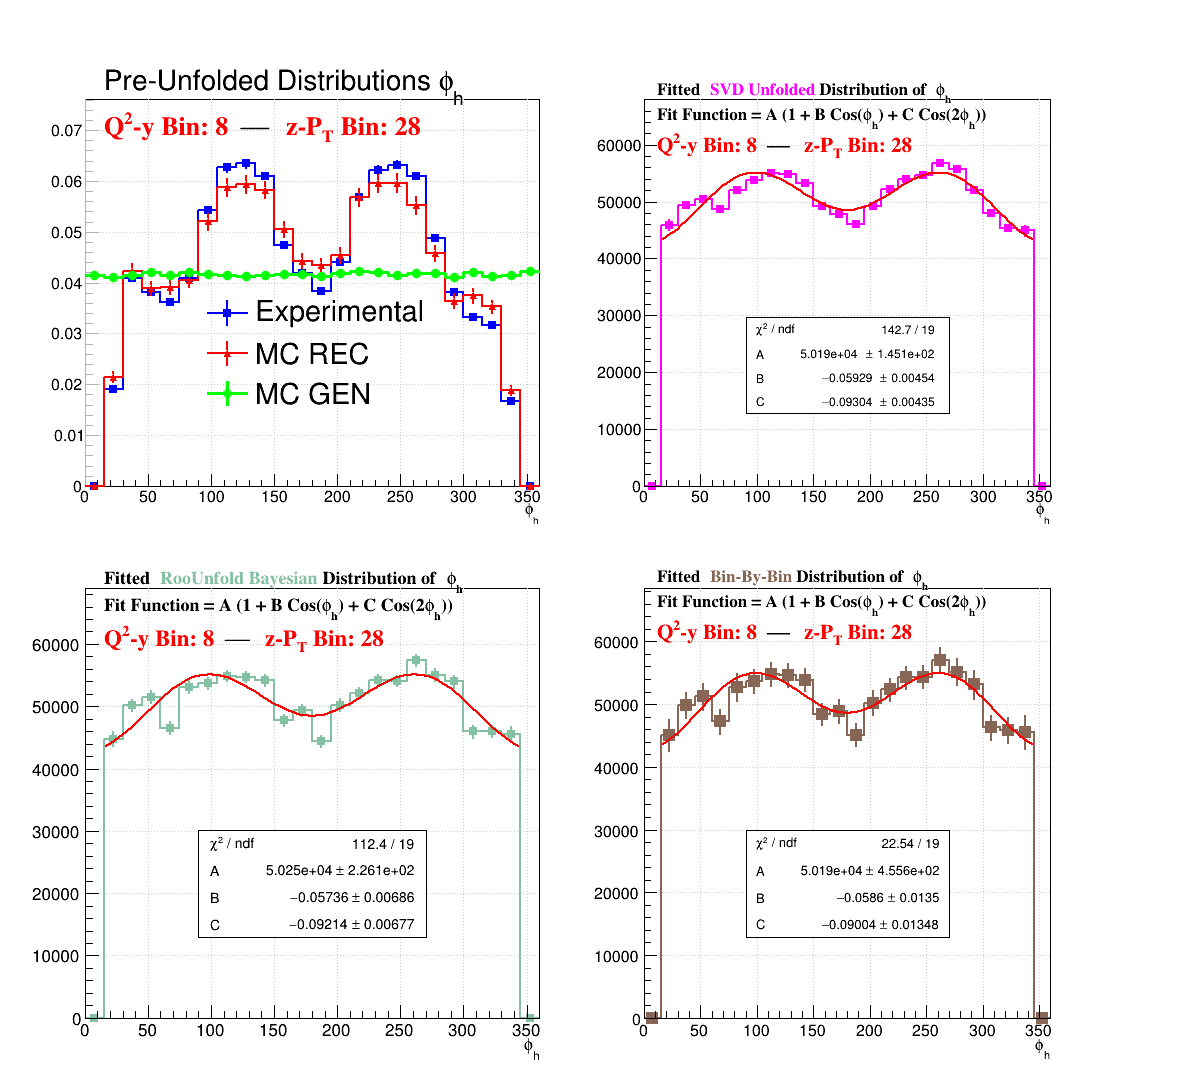 Pre-Unfolded Distributions ϕh
Q²-y Bin: 8 — z-PT Bin: 28
0.07
0.06
0.05
0.04
0.03
0.02
0.01
0
Experimental
MC REC
MC GEN
0 50 100 150 200 250 300 350
ϕh
Fitted SVD Unfolded Distribution of ϕh
Fit Function = A (1 + B Cos(ϕh) + C Cos(2ϕh))
Q²-y Bin: 8 — z-PT Bin: 28
60000
50000
40000
30000
20000
10000
0
χ² / ndf 142.7 / 19
A 5.019e+04 ± 1.451e+02
B −0.05929 ± 0.00454
C −0.09304 ± 0.00435
0 50 100 150 200 250 300 350
ϕh
Fitted RooUnfold Bayesian Distribution of ϕh
Fit Function = A (1 + B Cos(ϕh) + C Cos(2ϕh))
Q²-y Bin: 8 — z-PT Bin: 28
60000
50000
40000
30000
20000
10000
0
χ² / ndf 112.4 / 19
A 5.025e+04 ± 2.261e+02
B −0.05736 ± 0.00686
C −0.09214 ± 0.00677
0 50 100 150 200 250 300 350
ϕh
Fitted Bin-By-Bin Distribution of ϕh
Fit Function = A (1 + B Cos(ϕh) + C Cos(2ϕh))
Q²-y Bin: 8 — z-PT Bin: 28
60000
50000
40000
30000
20000
10000
0
χ² / ndf 22.54 / 19
A 5.019e+04 ± 4.556e+02
B −0.0586 ± 0.0135
C −0.09004 ± 0.01348
0 50 100 150 200 250 300 350
ϕh